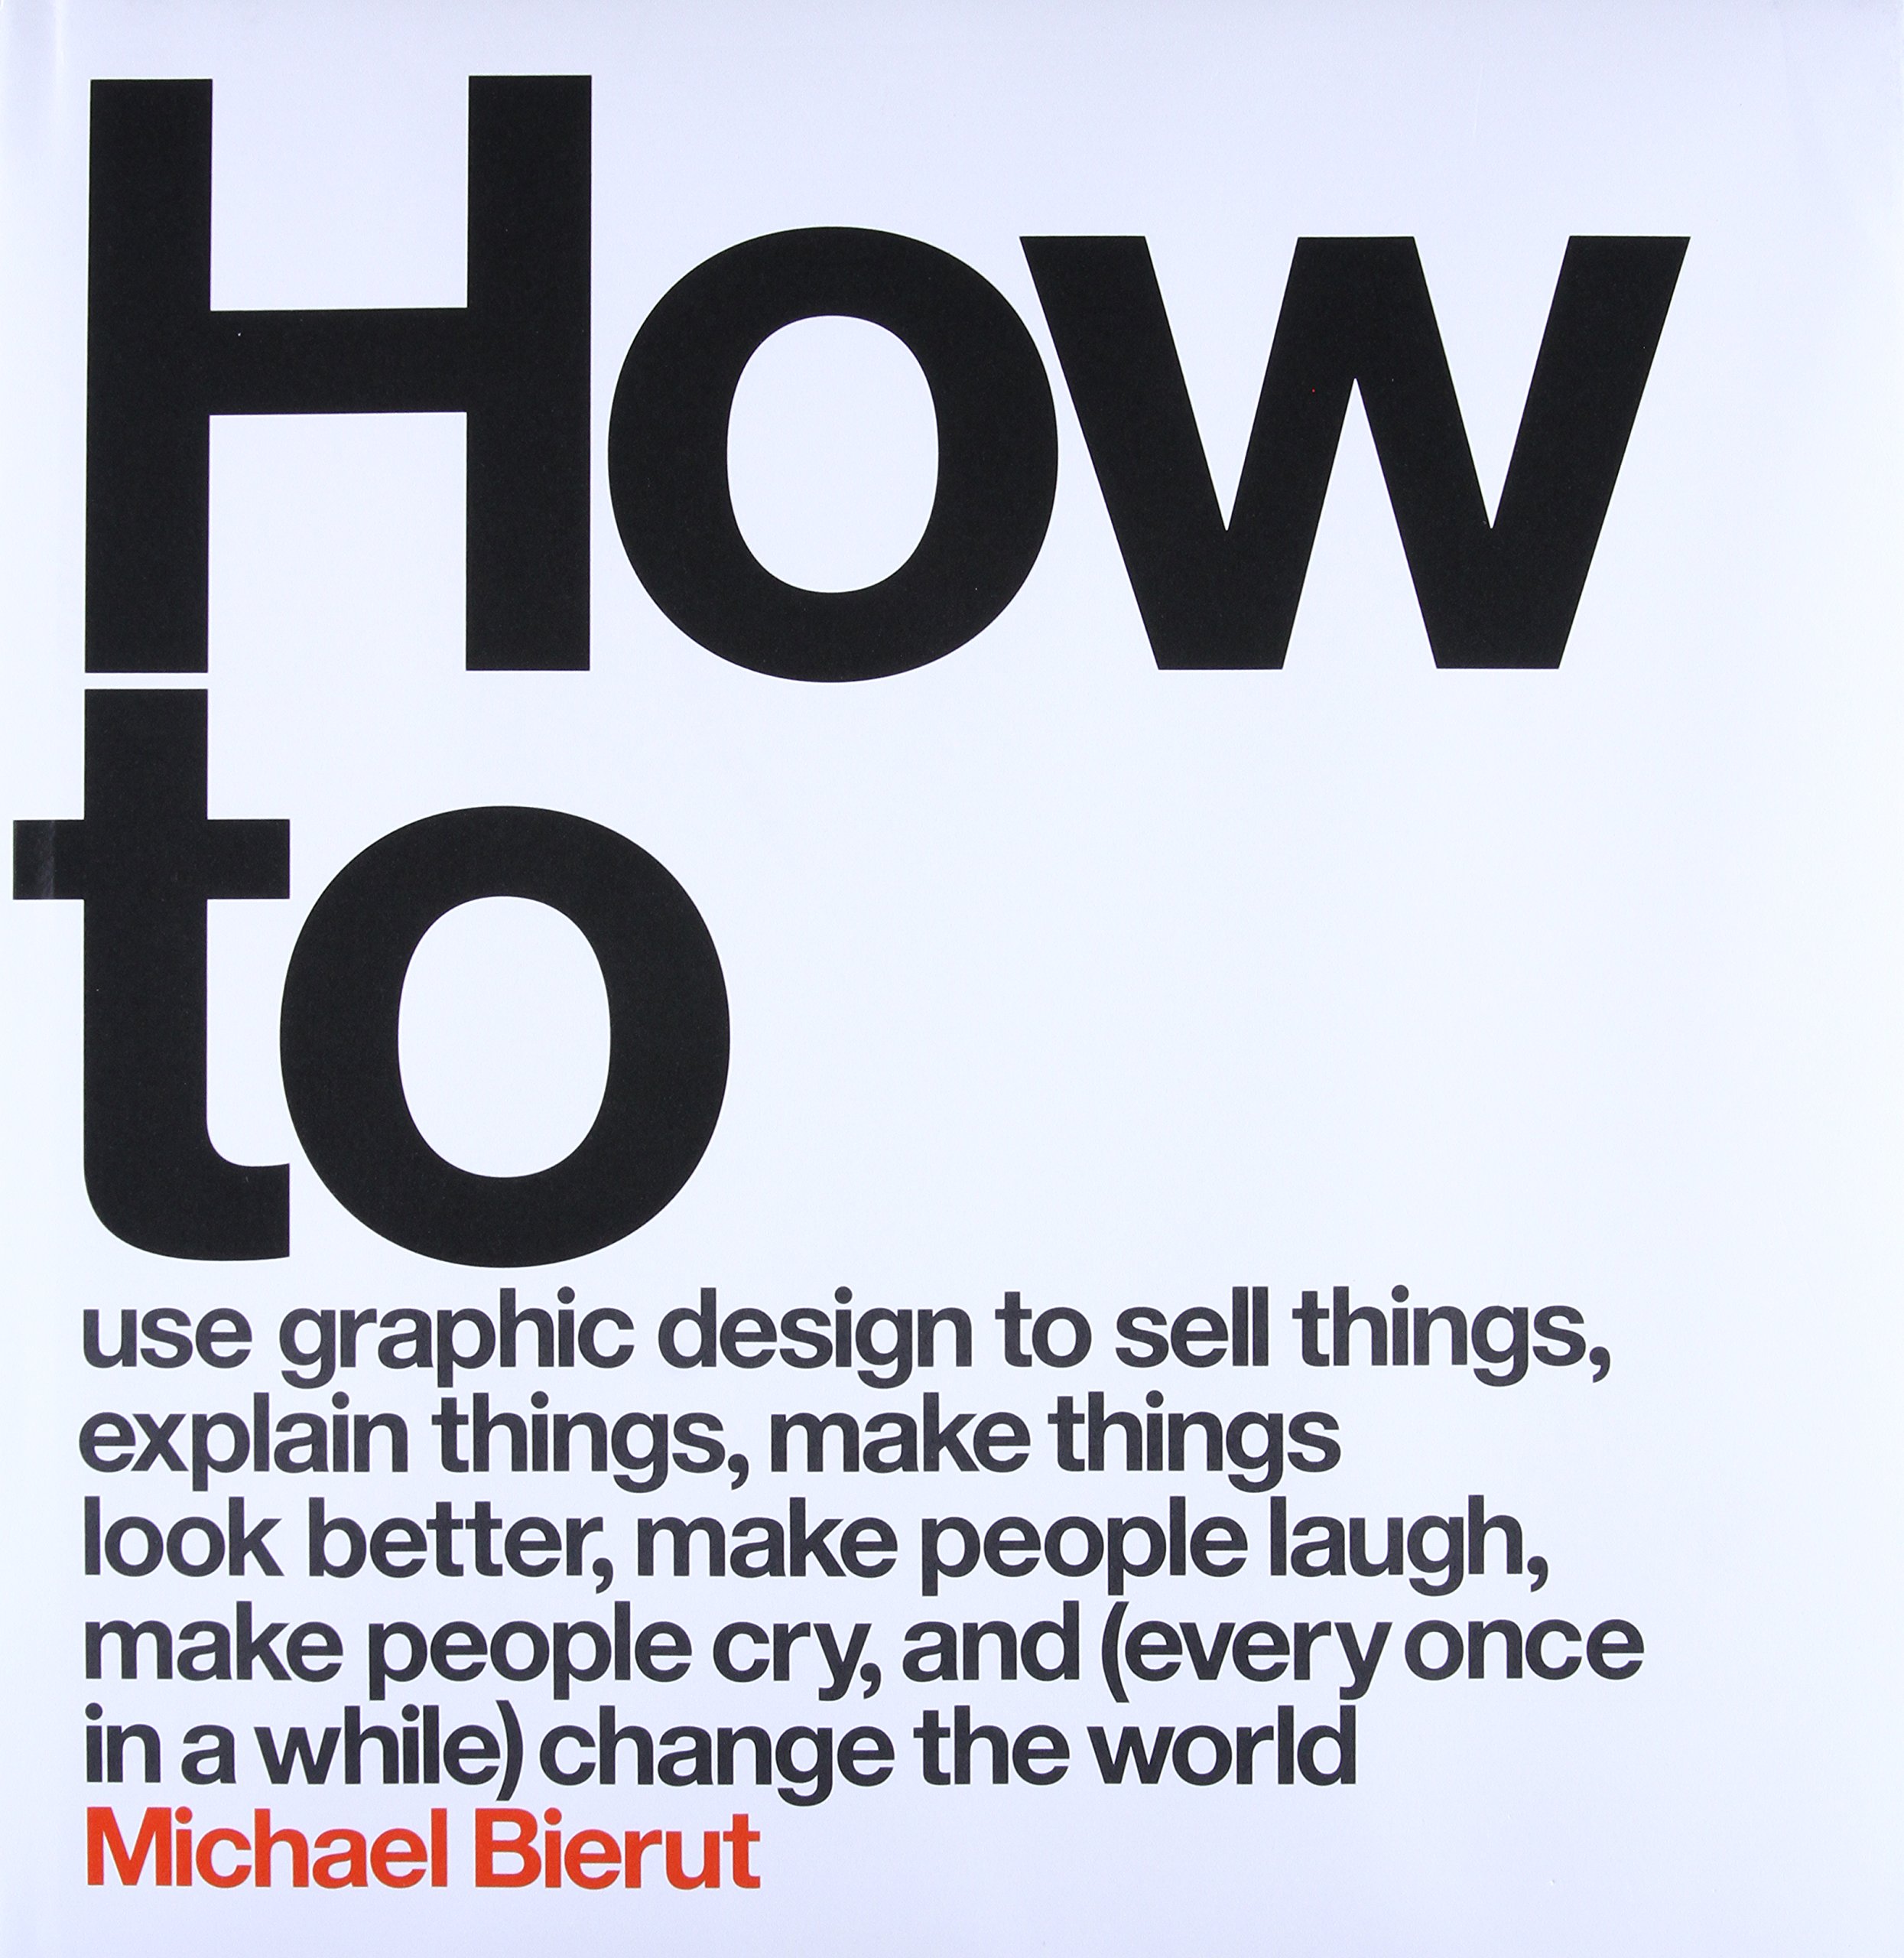 How
to
use graphic design to sell things,
explain things, make things
look better, make people laugh,
make people cry, and (every once
in a while) change the world
Michael Bierut